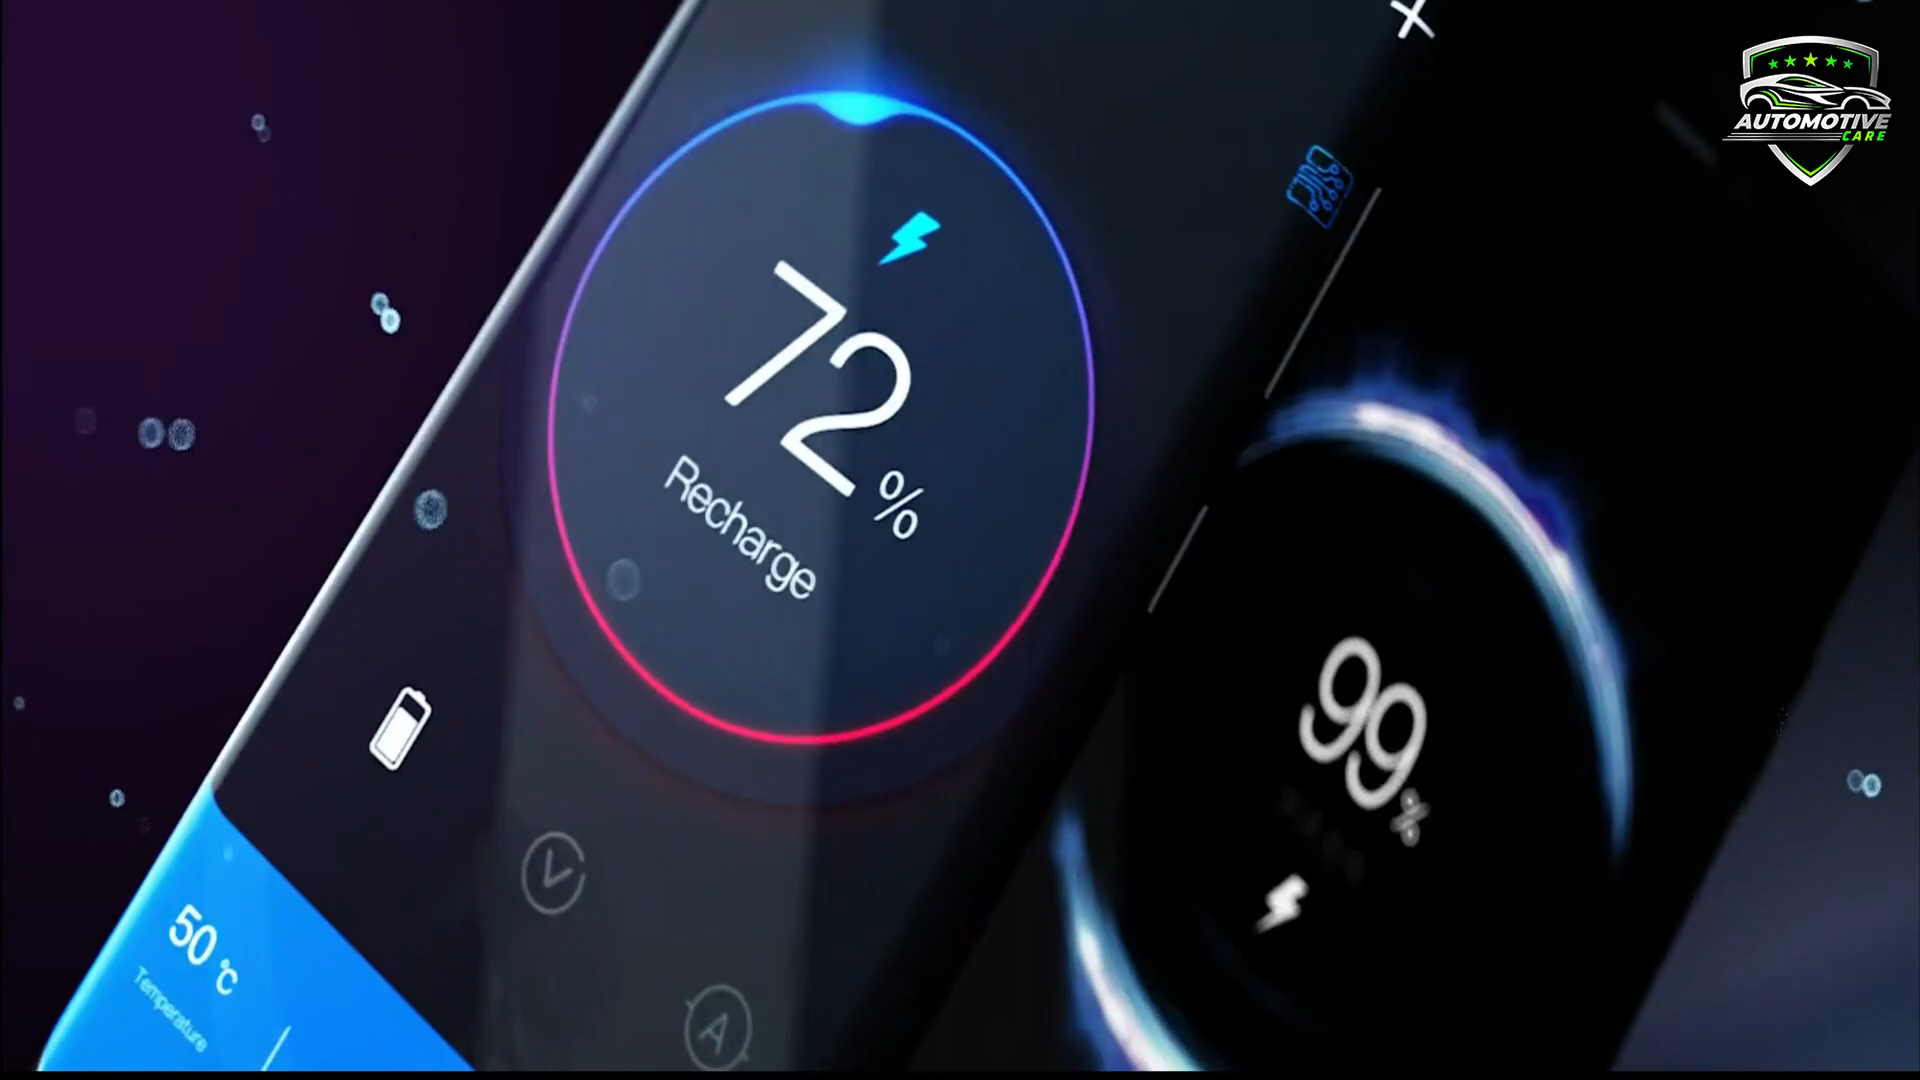 72 %
Recharge
99 %
50 °C
Temperature
A
AUTOMOTIVE
CARE